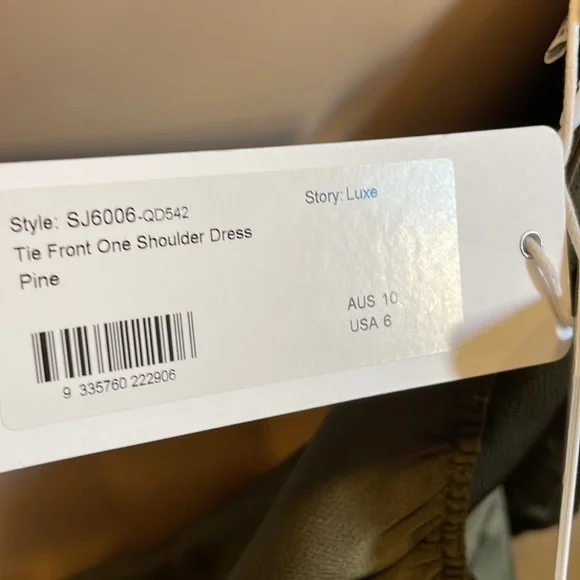 Style: SJ6006-QD542
Story: Luxe
Tie Front One Shoulder Dress
Pine
AUS 10
USA 6
9 335760 222906